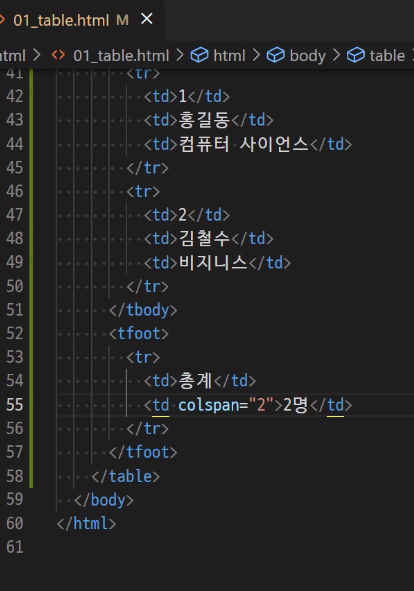 01_table.html M ×
html > <> 01_table.html > html > body > table
41 <tr>
42 <td>1</td>
43 <td>홍길동</td>
44 <td>컴퓨터 사이언스</td>
45 </tr>
46 <tr>
47 <td>2</td>
48 <td>김철수</td>
49 <td>비지니스</td>
50 </tr>
51 </tbody>
52 <tfoot>
53 <tr>
54 <td>총계</td>
55 <td colspan="2">2명</td>
56 </tr>
57 </tfoot>
58 </table>
59 </body>
60 </html>
61